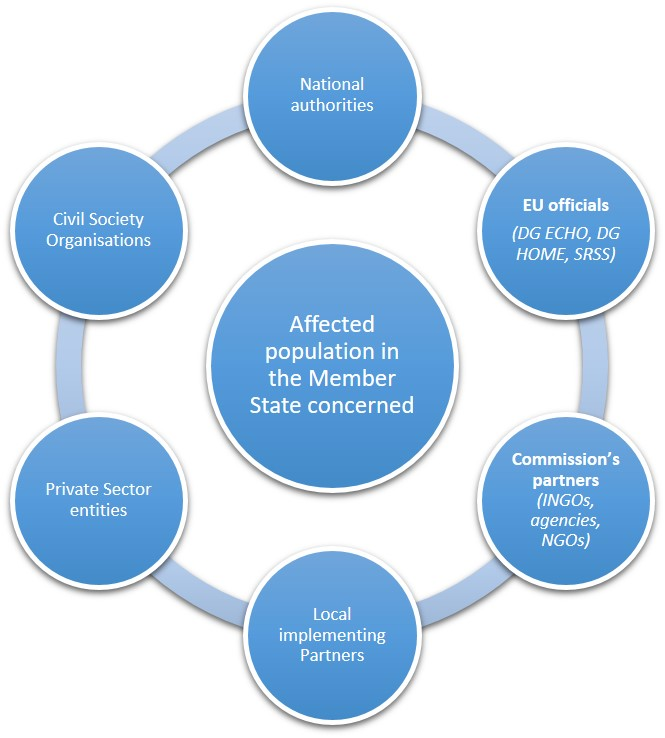 National
authorities
EU officials
(DG ECHO, DG
HOME, SRSS)
Commission's
partners
(INGOs,
agencies,
NGOs)
Local
implementing
Partners
Private Sector
entities
Civil Society
Organisations
Affected
population in
the Member
State concerned